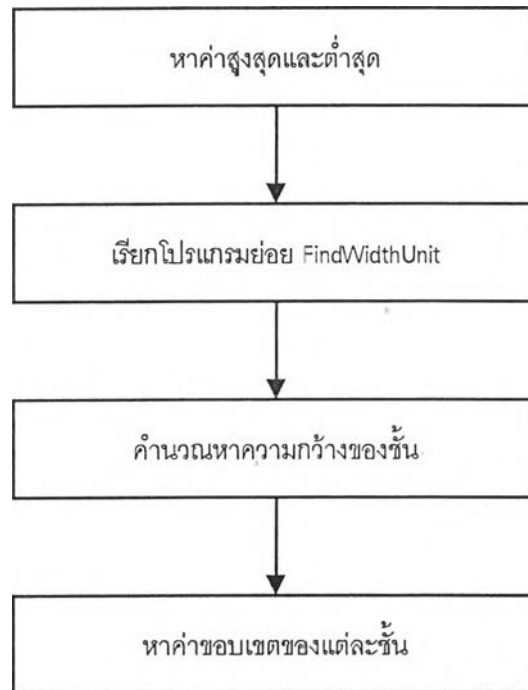 หาค่าสูงสุดและต่ำสุด
เรียกโปรแกรมย่อย FindWidthUnit
คำนวณหาความกว้างของชั้น
หาค่าขอบเขตของแต่ละชั้น